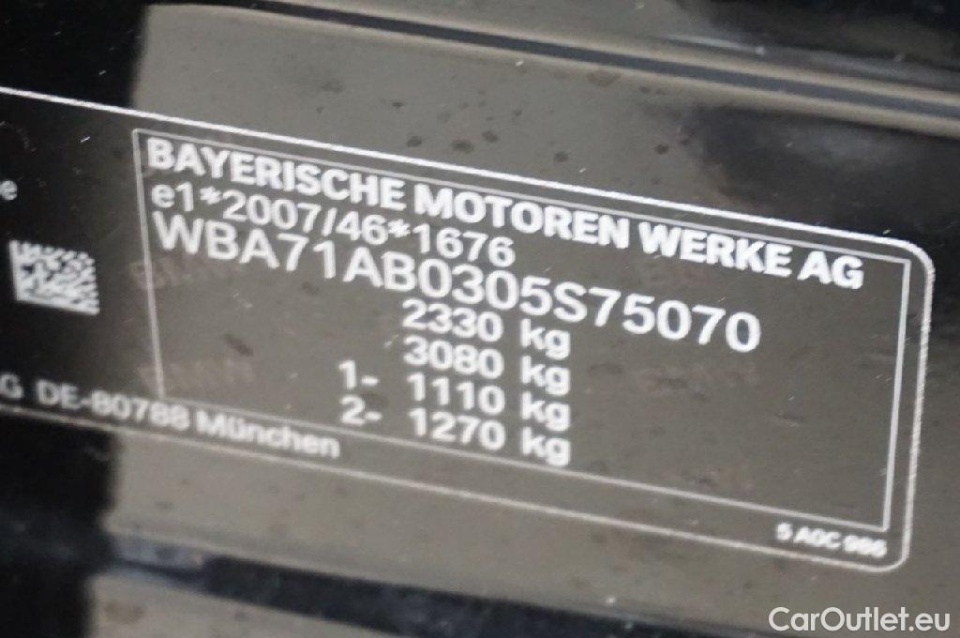 BAYERISCHE MOTOREN WERKE AG
e1*2007/46*1676
WBA71AB0305S75070
2330 kg
3080 kg
1- 1110 kg
2- 1270 kg
e
G DE-80788 München
5 A0C 986
CarOutlet.eu